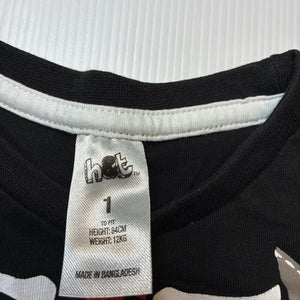 hot
1
TO FIT
HEIGHT: 84CM
WEIGHT: 12KG
MADE IN BANGLADESH